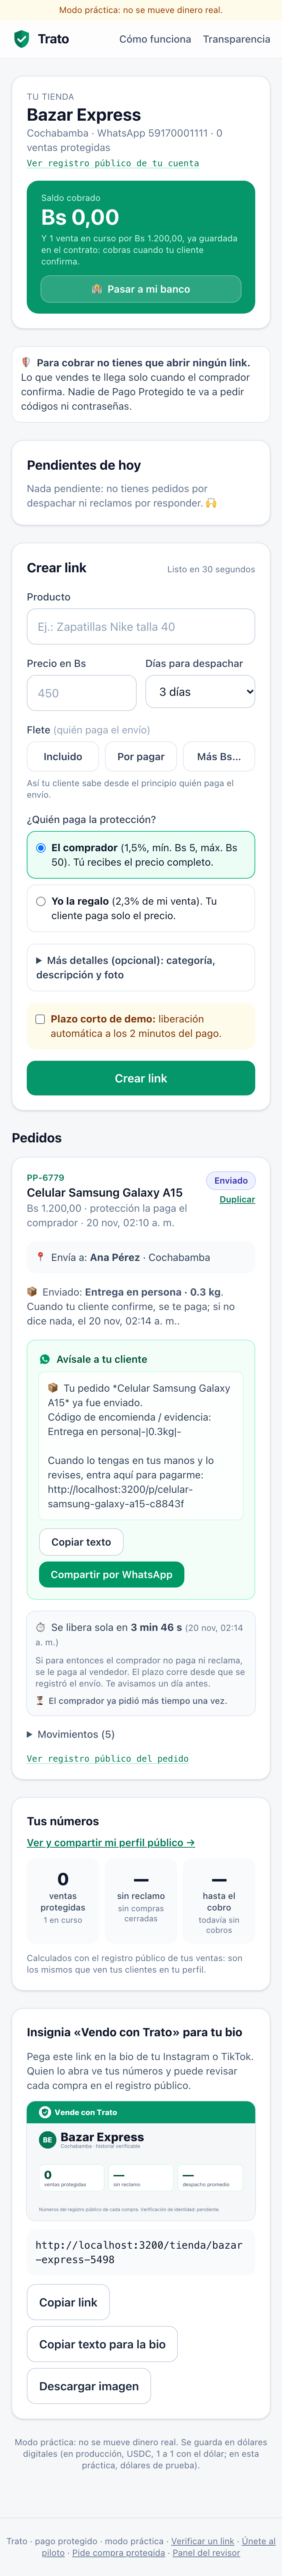 Modo práctica: no se mueve dinero real.
Trato
Cómo funciona
Transparencia
TU TIENDA
Bazar Express
Cochabamba · WhatsApp 59170001111 · 0
ventas protegidas
Ver registro público de tu cuenta
Saldo cobrado
Bs 0,00
Y 1 venta en curso por Bs 1.200,00, ya guardada
en el contrato: cobras cuando tu cliente
confirma.
Pasar a mi banco
Para cobrar no tienes que abrir ningún link.
Lo que vendes te llega solo cuando el comprador
confirma. Nadie de Pago Protegido te va a pedir
códigos ni contraseñas.
Pendientes de hoy
Nada pendiente: no tienes pedidos por
despachar ni reclamos por responder. 🙌
Crear link
Listo en 30 segundos
Producto
Ej.: Zapatillas Nike talla 40
Precio en Bs
Días para despachar
450
3 días
Flete (quién paga el envío)
Incluido
Por pagar
Más Bs...
Así tu cliente sabe desde el principio quién paga el
envío.
¿Quién paga la protección?
El comprador (1,5%, mín. Bs 5, máx. Bs
50). Tú recibes el precio completo.
Yo la regalo (2,3% de mi venta). Tu
cliente paga solo el precio.
▶ Más detalles (opcional): categoría,
descripción y foto
Plazo corto de demo: liberación
automática a los 2 minutos del pago.
Crear link
Pedidos
PP-6779
Enviado
Celular Samsung Galaxy A15
Duplicar
Bs 1.200,00 · protección la paga el
comprador · 20 nov, 02:10 a. m.
📍 Envía a: Ana Pérez · Cochabamba
📦 Enviado: Entrega en persona · 0.3 kg.
Cuando tu cliente confirme, se te paga; si no
dice nada, el 20 nov, 02:14 a. m..
Avísale a tu cliente
📦 Tu pedido *Celular Samsung Galaxy
A15* ya fue enviado.
Código de encomienda / evidencia:
Entrega en persona|-|0.3kg|-
Cuando lo tengas en tus manos y lo
revises, entra aquí para pagarme:
http://localhost:3200/p/celular-
samsung-galaxy-a15-c8843f
Copiar texto
Compartir por WhatsApp
⏱ Se libera sola en 3 min 46 s (20 nov, 02:14
a. m.)
Si para entonces el comprador no paga ni reclama,
se le paga al vendedor. El plazo corre desde que se
registró el envío. Te avisamos un día antes.
⏳ El comprador ya pidió más tiempo una vez.
▶ Movimientos (5)
Ver registro público del pedido
Tus números
Ver y compartir mi perfil público →
0
ventas
protegidas
1 en curso
—
sin reclamo
sin compras
cerradas
—
hasta el
cobro
todavía sin
cobros
Calculados con el registro público de tus ventas: son
los mismos que ven tus clientes en tu perfil.
Insignia «Vendo con Trato» para tu bio
Pega este link en la bio de tu Instagram o TikTok.
Quien lo abra ve tus números y puede revisar
cada compra en el registro público.
Vende con Trato
BE
Bazar Express
Cochabamba · historial verificable
0
ventas protegidas
—
sin reclamo
—
despacho promedio
Números del registro público de cada compra. Verificación de identidad: pendiente.
http://localhost:3200/tienda/bazar
-express-5498
Copiar link
Copiar texto para la bio
Descargar imagen
Modo práctica: no se mueve dinero real. Se guarda en dólares
digitales (en producción, USDC, 1 a 1 con el dólar; en esta
práctica, dólares de prueba).
Trato · pago protegido · modo práctica · Verificar un link · Únete al
piloto · Pide compra protegida · Panel del revisor